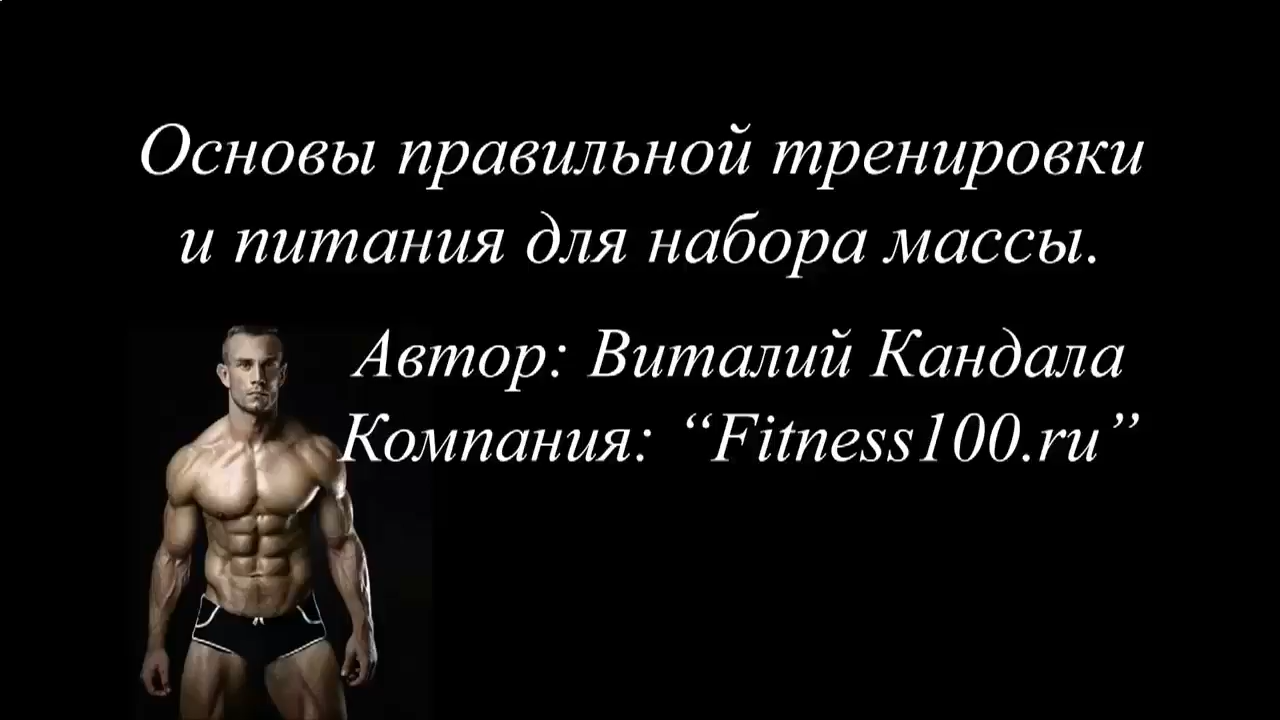 Основы правильной тренировки
и питания для набора массы.
Автор: Виталий Кандала
Компания: “Fitness100.ru”